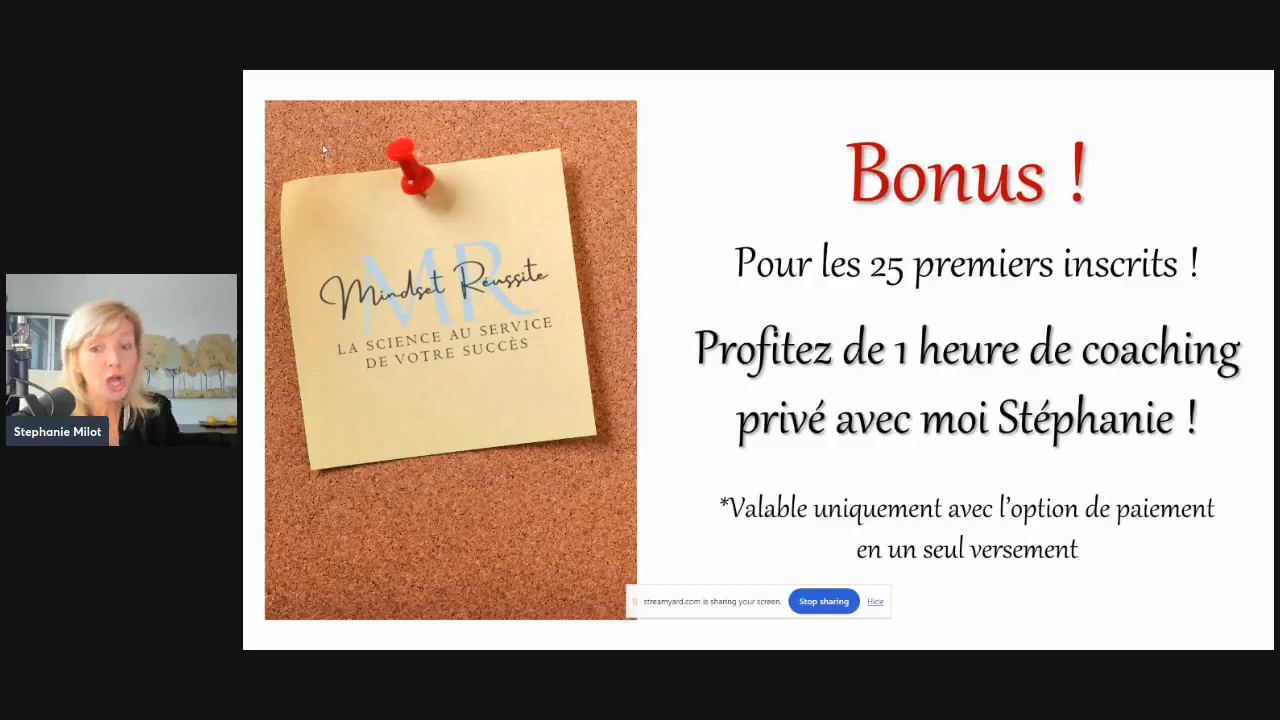 Stephanie Milot
MR
Mindset Réussite
LA SCIENCE AU SERVICE
DE VOTRE SUCCÈS
Bonus !
Pour les 25 premiers inscrits !
Profitez de 1 heure de coaching
privé avec moi Stéphanie !
*Valable uniquement avec l'option de paiement
en un seul versement
streamyard.com is sharing your screen. Stop sharing Hide